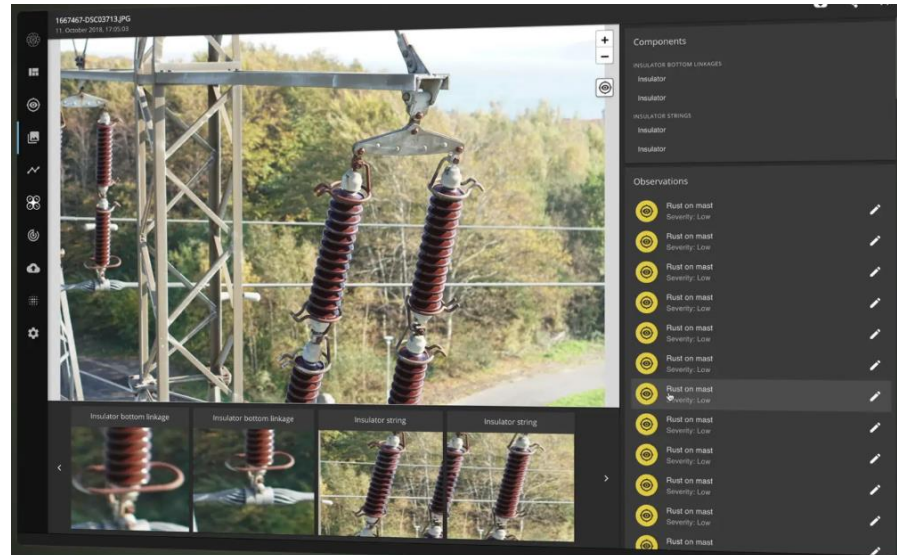 1667467-DSC03713.JPG
11. October 2018, 17:05:03
+
−
Insulator bottom linkage
Insulator bottom linkage
Insulator string
Insulator string
Components
INSULATOR BOTTOM LINKAGES
Insulator
Insulator
INSULATOR STRINGS
Insulator
Insulator
Observations
Rust on mast
Severity: Low
Rust on mast
Severity: Low
Rust on mast
Severity: Low
Rust on mast
Severity: Low
Rust on mast
Severity: Low
Rust on mast
Severity: Low
Rust on mast
Severity: Low
Rust on mast
Severity: Low
Rust on mast
Severity: Low
Rust on mast
Severity: Low
Rust on mast
Severity: Low
Rust on mast